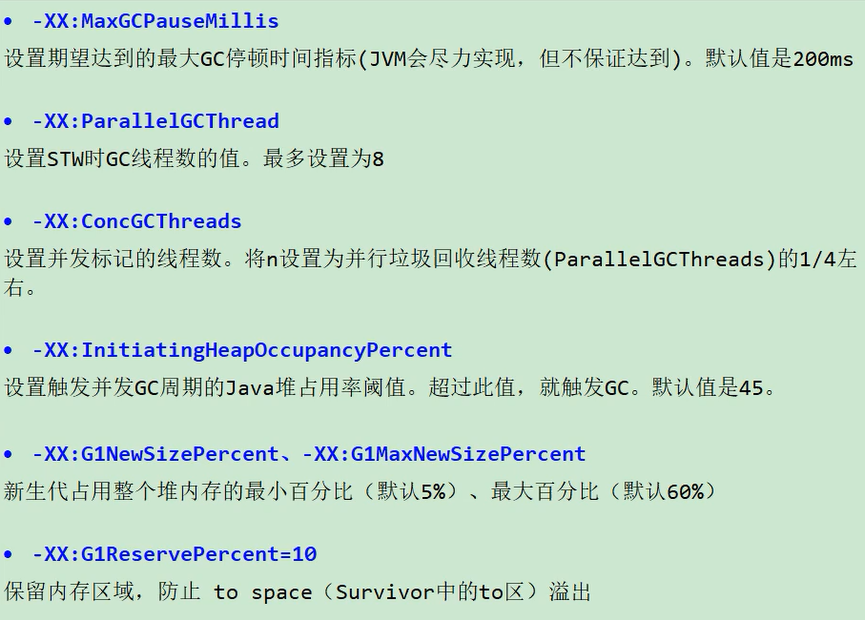 • -XX:MaxGCPauseMillis
设置期望达到的最大GC停顿时间指标(JVM会尽力实现，但不保证达到)。默认值是200ms
• -XX:ParallelGCThread
设置STW时GC线程数的值。最多设置为8
• -XX:ConcGCThreads
设置并发标记的线程数。将n设置为并行垃圾回收线程数(ParallelGCThreads)的1/4左
右。
• -XX:InitiatingHeapOccupancyPercent
设置触发并发GC周期的Java堆占用率阈值。超过此值，就触发GC。默认值是45。
• -XX:G1NewSizePercent、-XX:G1MaxNewSizePercent
新生代占用整个堆内存的最小百分比（默认5%）、最大百分比（默认60%）
• -XX:G1ReservePercent=10
保留内存区域，防止 to space（Survivor中的to区）溢出